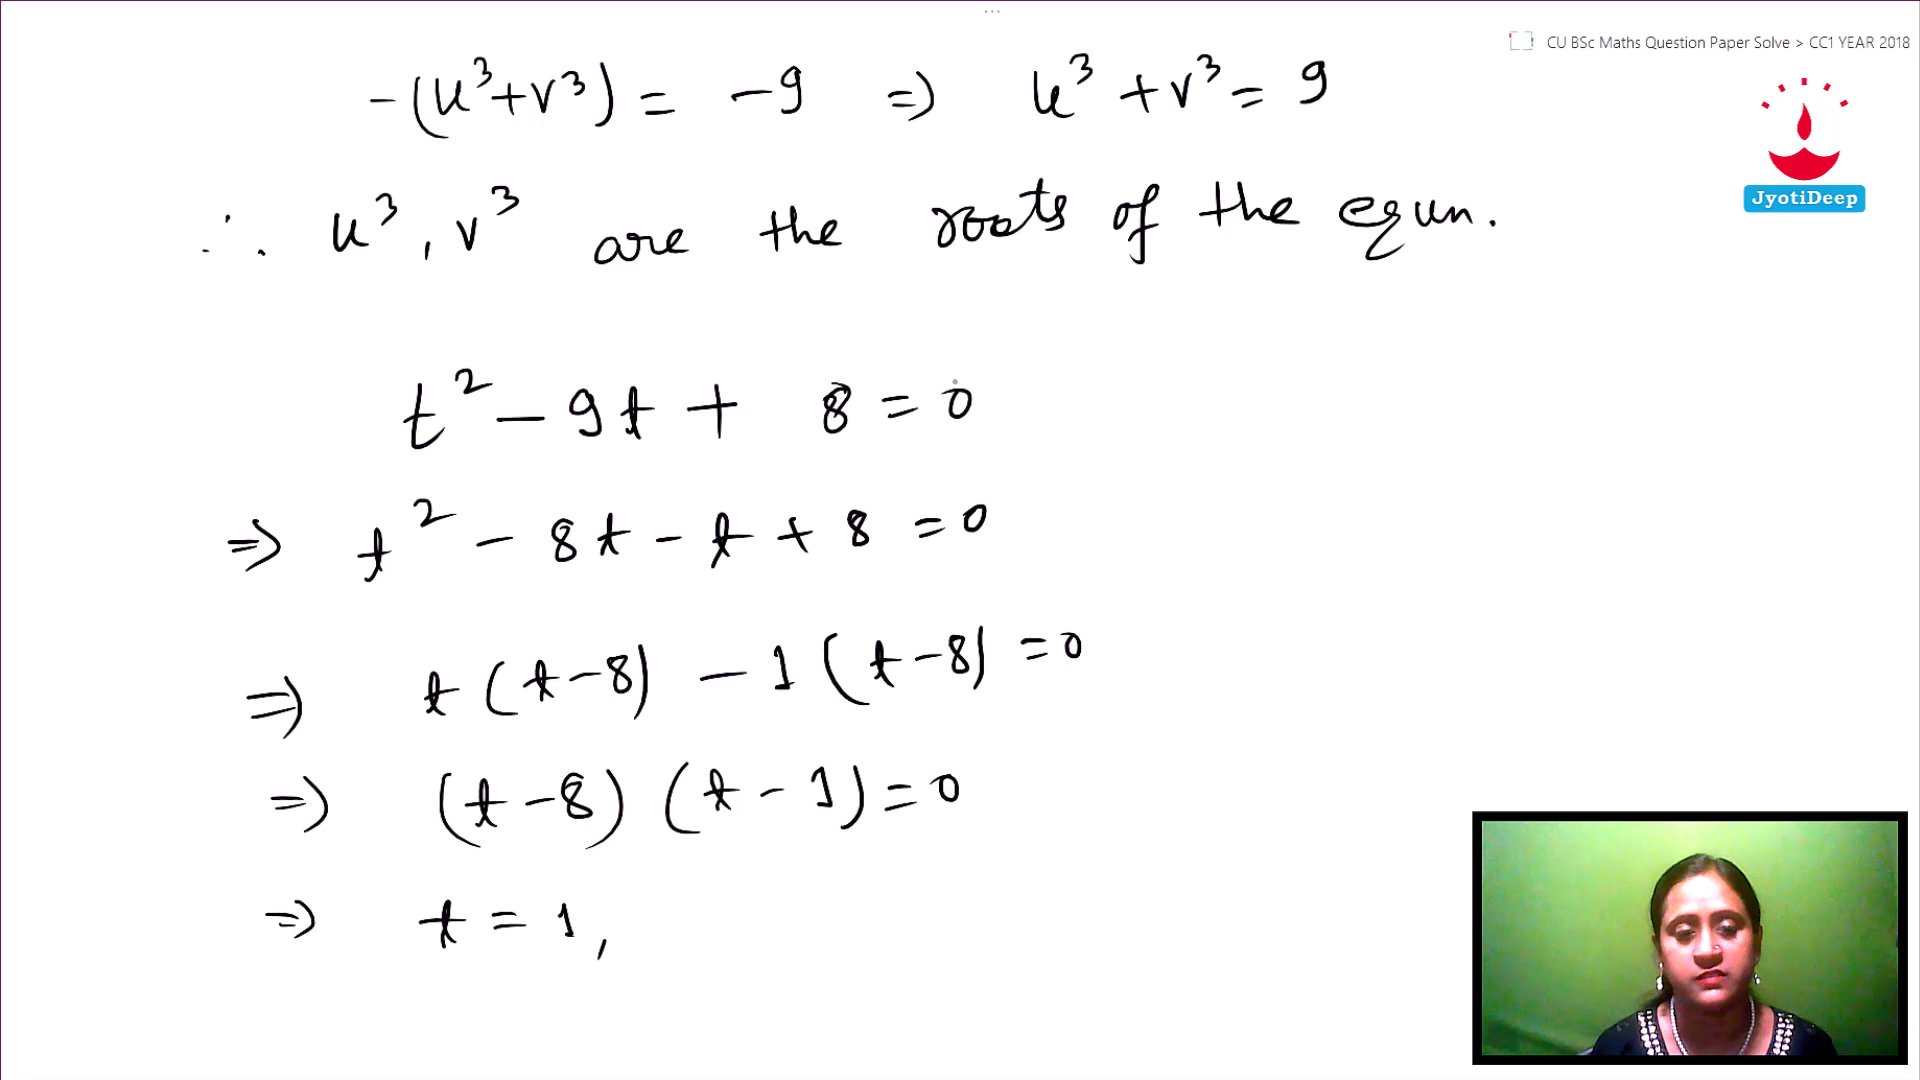 CU BSc Maths Question Paper Solve > CC1 YEAR 2018
-(u³+v³) = -9 => u³ + v³ = 9
JyotiDeep
∴ u³, v³ are the roots of the equn.
t² - 9t + 8 = 0
=> t² - 8t - t + 8 = 0
=> t (t-8) - 1 (t-8) = 0
=> (t-8) (t-1) = 0
=> t = 1,